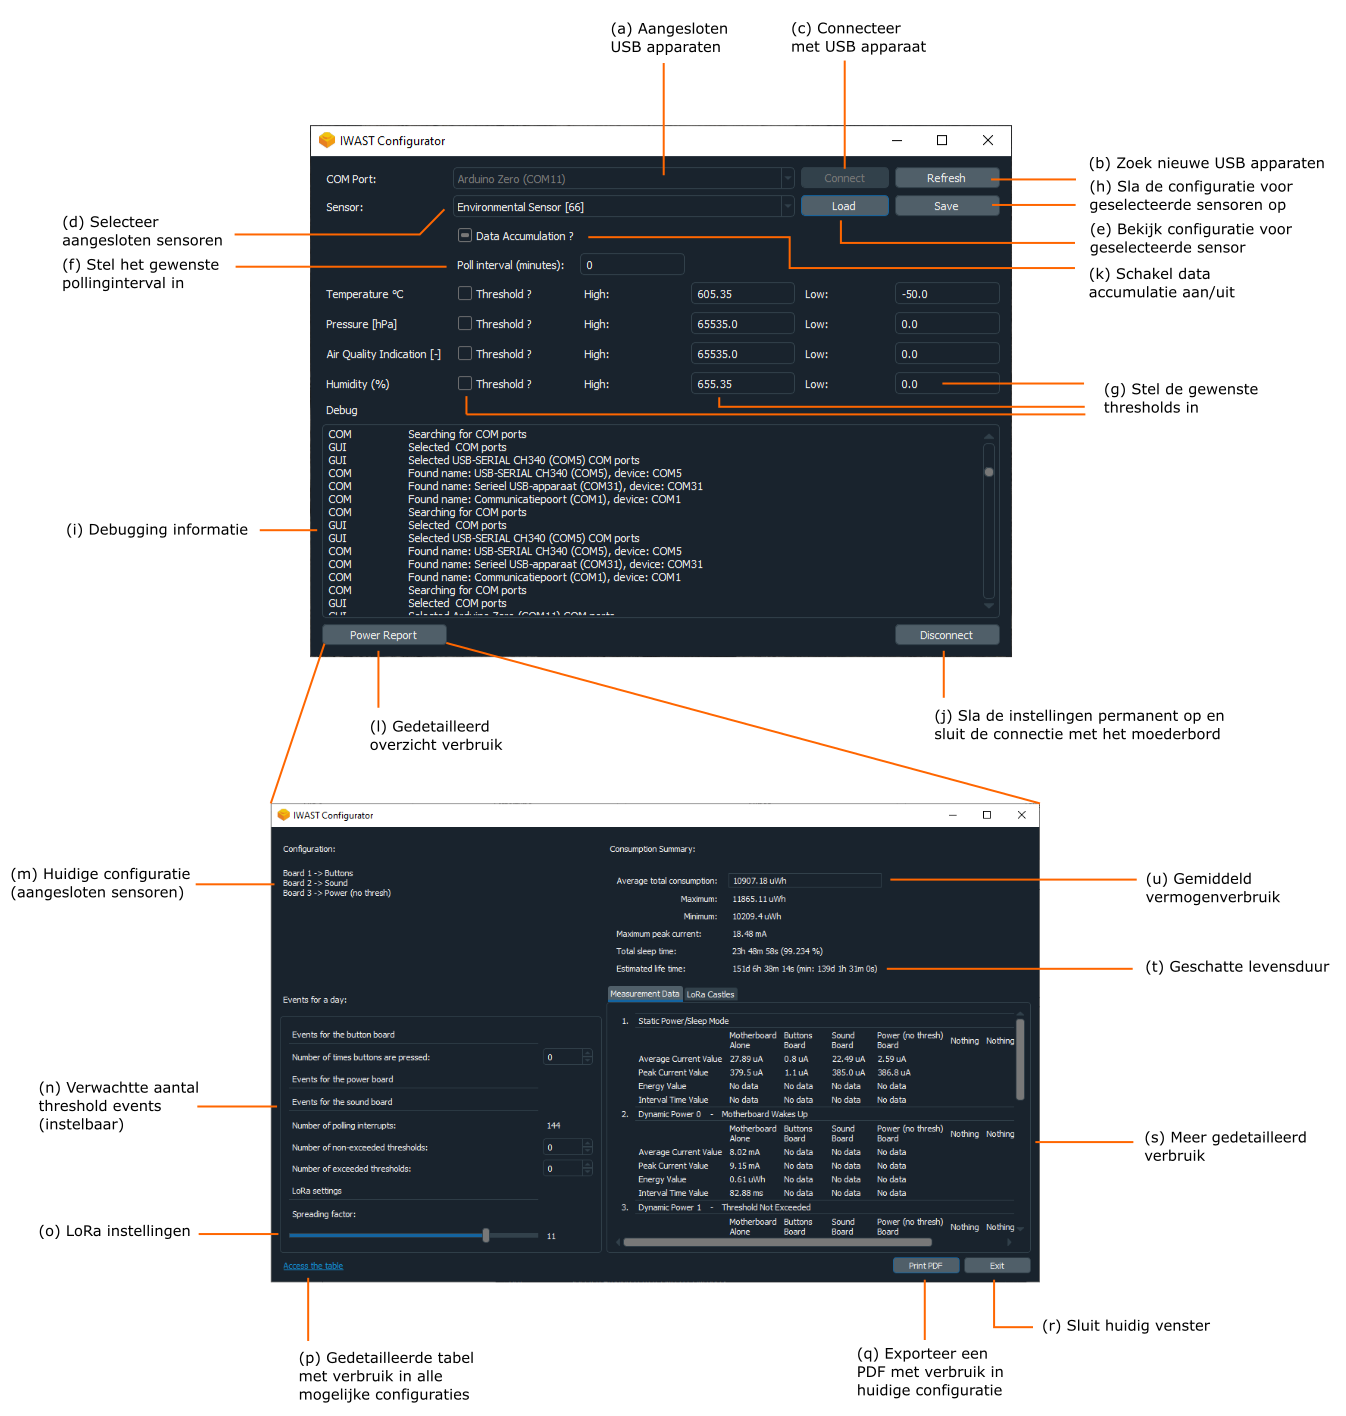 (a) Aangesloten
USB apparaten
(c) Connecteer
met USB apparaat
IWAST Configurator
(b) Zoek nieuwe USB apparaten
(h) Sla de configuratie voor
geselecteerde sensoren op
(e) Bekijk configuratie voor
geselecteerde sensor
(k) Schakel data
accumulatie aan/uit
(d) Selecteer
aangesloten sensoren
(f) Stel het gewenste
pollinginterval in
COM Port: Arduino Zero (COM11) Connect Refresh
Sensor: Environmental Sensor [66] Load Save
Data Accumulation ?
Poll interval (minutes): 0
Temperature °C Threshold ? High: 605.35 Low: -50.0
Pressure [hPa] Threshold ? High: 65535.0 Low: 0.0
Air Quality Indication [-] Threshold ? High: 65535.0 Low: 0.0
Humidity (%) Threshold ? High: 655.35 Low: 0.0
(g) Stel de gewenste
thresholds in
Debug
COM Searching for COM ports
GUI Selected COM ports
GUI Selected USB-SERIAL CH340 (COM5) COM ports
COM Found name: USB-SERIAL CH340 (COM5), device: COM5
COM Found name: Serieel USB-apparaat (COM31), device: COM31
COM Found name: Communicatiepoort (COM1), device: COM1
COM Searching for COM ports
GUI Selected COM ports
GUI Selected USB-SERIAL CH340 (COM5) COM ports
COM Found name: USB-SERIAL CH340 (COM5), device: COM5
COM Found name: Serieel USB-apparaat (COM31), device: COM31
COM Found name: Communicatiepoort (COM1), device: COM1
COM Searching for COM ports
GUI Selected COM ports
GUI Selected Arduino Zero (COM11) COM ports
(i) Debugging informatie
Power Report Disconnect
(l) Gedetailleerd
overzicht verbruik
(j) Sla de instellingen permanent op en
sluit de connectie met het moederbord
IWAST Configurator
Configuration:
Board 1 -> Buttons
Board 2 -> Sound
Board 3 -> Power (no thresh)
(m) Huidige configuratie
(aangesloten sensoren)
Consumption Summary:
Average total consumption: 10907.18 uWh
Maximum: 11865.11 uWh
Minimum: 10209.4 uWh
Maximum peak current: 18.48 mA
Total sleep time: 23h 48m 58s (99.234 %)
Estimated life time: 151d 6h 38m 14s (min: 139d 1h 31m 0s)
(u) Gemiddeld
vermogenverbruik
(t) Geschatte levensduur
Events for a day:
Events for the button board
Number of times buttons are pressed: 0
Events for the power board
Events for the sound board
Number of polling interrupts: 144
Number of non-exceeded thresholds: 0
Number of exceeded thresholds: 0
LoRa settings
Spreading factor:
11
(n) Verwachtte aantal
threshold events
(instelbaar)
(o) LoRa instellingen
Measurement Data LoRa Castles
1. Static Power/Sleep Mode
Motherboard Alone Buttons Board Sound Board Power (no thresh) Board Nothing Nothing
Average Current Value 27.89 uA 0.8 uA 22.49 uA 2.59 uA
Peak Current Value 379.5 uA 1.1 uA 385.0 uA 386.8 uA
Energy Value No data No data No data No data
Interval Time Value No data No data No data No data
2. Dynamic Power 0 - Motherboard Wakes Up
Motherboard Alone Buttons Board Sound Board Power (no thresh) Board Nothing Nothing
Average Current Value 8.02 mA No data No data No data
Peak Current Value 9.15 mA No data No data No data
Energy Value 0.61 uWh No data No data No data
Interval Time Value 82.88 ms No data No data No data
3. Dynamic Power 1 - Threshold Not Exceeded
Motherboard Alone Buttons Board Sound Board Power (no thresh) Board Nothing Nothing
(s) Meer gedetailleerd
verbruik
Access the table Print PDF Exit
(r) Sluit huidig venster
(p) Gedetailleerde tabel
met verbruik in alle
mogelijke configuraties
(q) Exporteer een
PDF met verbruik in
huidige configuratie